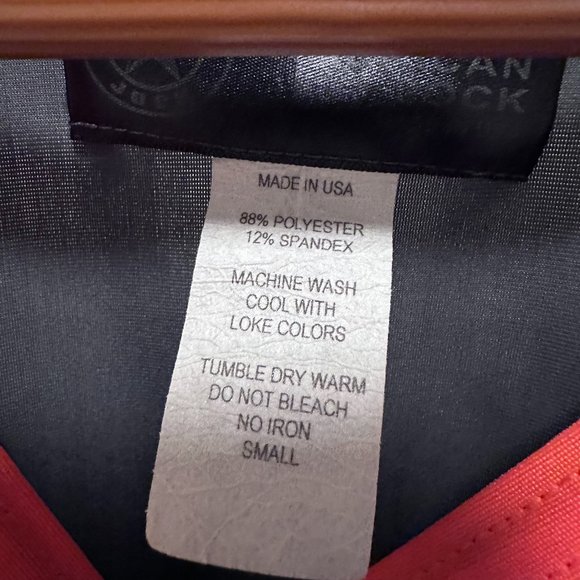 MADE IN USA
88% POLYESTER
12% SPANDEX
MACHINE WASH
COOL WITH
LOKE COLORS
TUMBLE DRY WARM
DO NOT BLEACH
NO IRON
SMALL